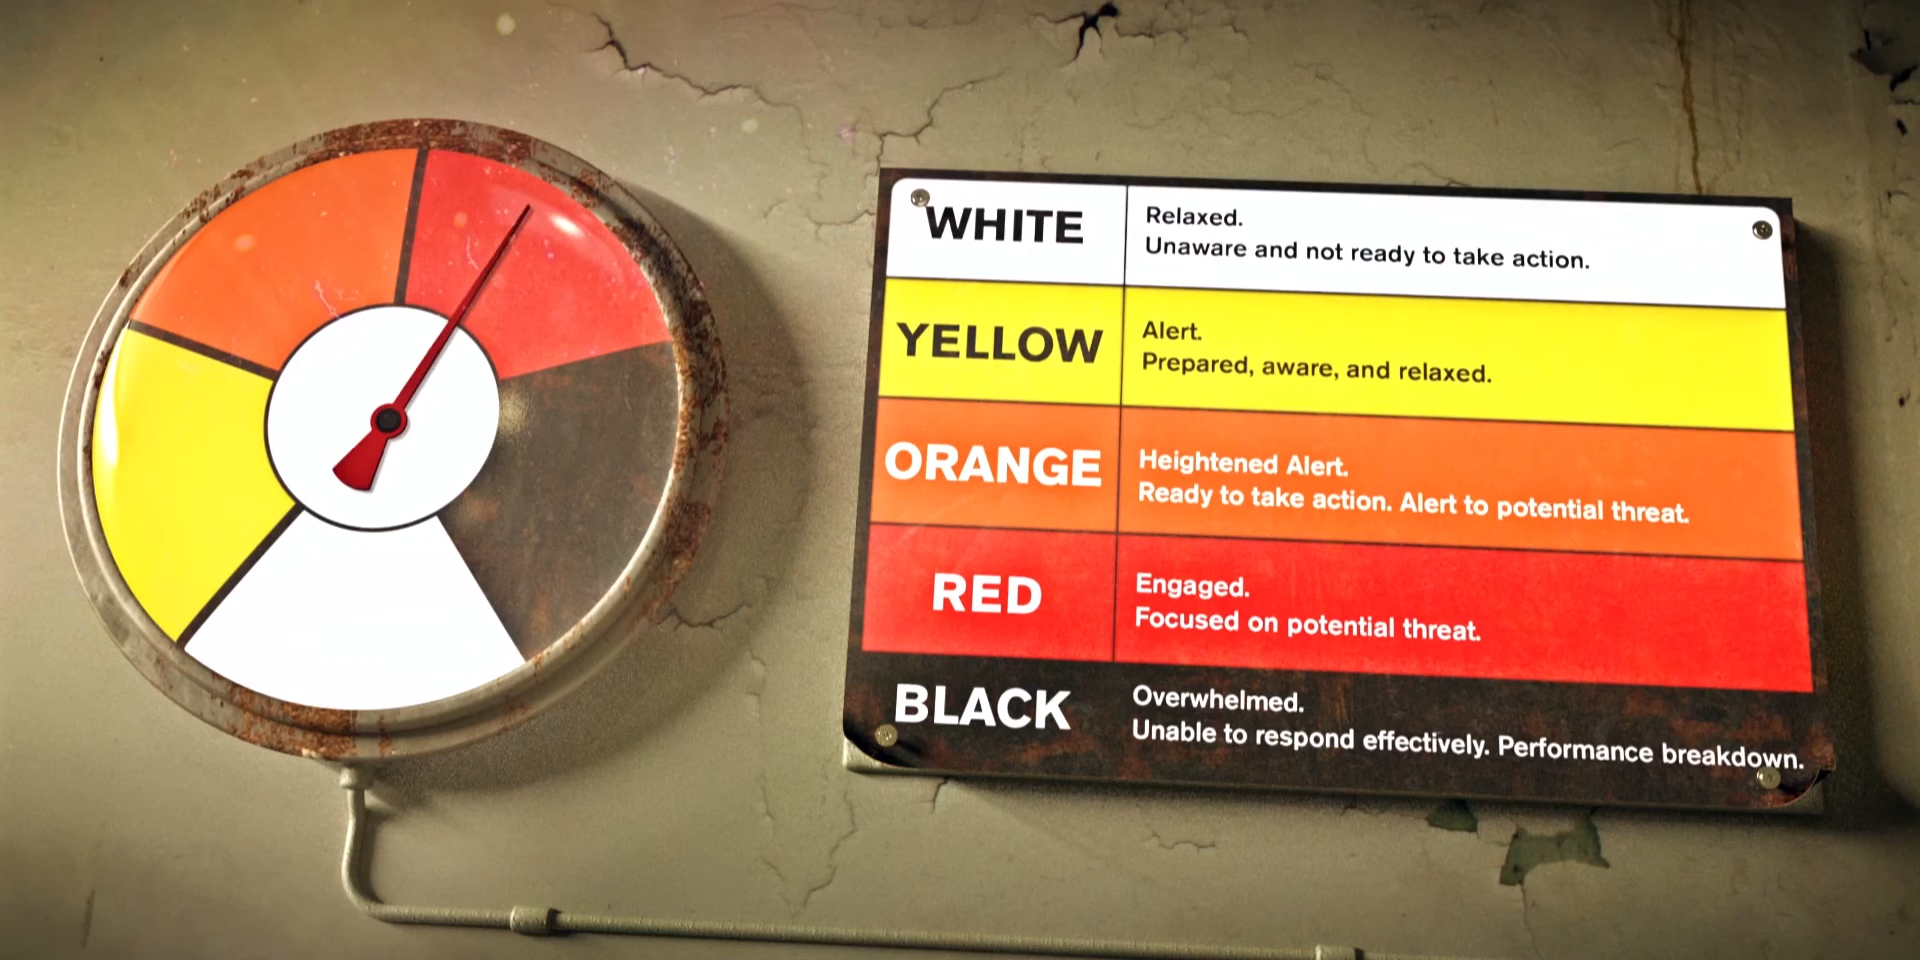 WHITE
Relaxed.
Unaware and not ready to take action.
YELLOW
Alert.
Prepared, aware, and relaxed.
ORANGE
Heightened Alert.
Ready to take action. Alert to potential threat.
RED
Engaged.
Focused on potential threat.
BLACK
Overwhelmed.
Unable to respond effectively. Performance breakdown.